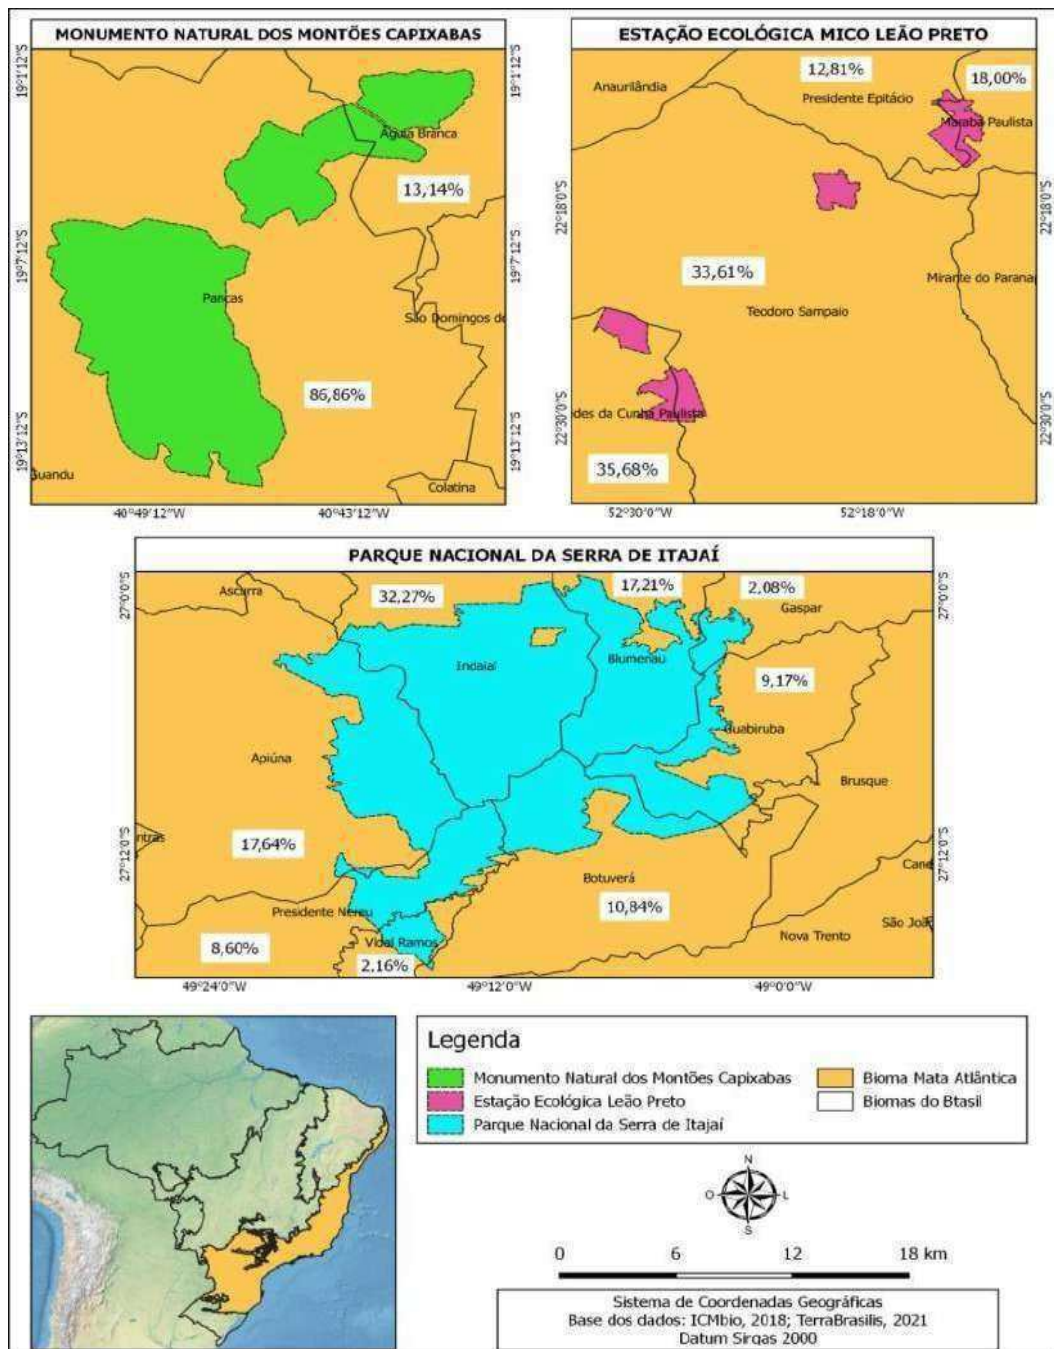 MONUMENTO NATURAL DOS MONTÕES CAPIXABAS
19°1'12"S
19°1'12"S
Águia Branca
13,14%
19°7'12"S
19°7'12"S
Pancas
São Domingos do
86,86%
19°13'12"S
19°13'12"S
Guandu
Colatina
40°49'12"W
40°43'12"W
ESTAÇÃO ECOLÓGICA MICO LEÃO PRETO
12,81%
18,00%
Anaurilândia
Presidente Epitácio
Marabá Paulista
22°18'0"S
22°18'0"S
33,61%
Mirante do Paranap
Teodoro Sampaio
des da Cunha Paulista
22°30'0"S
22°30'0"S
35,68%
52°30'0"W
52°18'0"W
PARQUE NACIONAL DA SERRA DE ITAJAÍ
27°0'0"S
27°0'0"S
Ascurra
32,27%
17,21%
2,08%
Gaspar
Indaial
Blumenau
9,17%
Guabiruba
Apiúna
Brusque
ntras
17,64%
27°12'0"S
27°12'0"S
Cane
Botuverá
10,84%
Presidente Nereu
São João
Nova Trento
Vidal Ramos
8,60%
2,16%
49°24'0"W
49°12'0"W
49°0'0"W
Legenda
Monumento Natural dos Montões Capixabas
Bioma Mata Atlântica
Estação Ecológica Leão Preto
Biomas do Btasil
Parque Nacional da Serra de Itajaí
N
O
L
S
0 6 12 18 km
Sistema de Coordenadas Geográficas
Base dos dados: ICMbio, 2018; TerraBrasilis, 2021
Datum Sirgas 2000